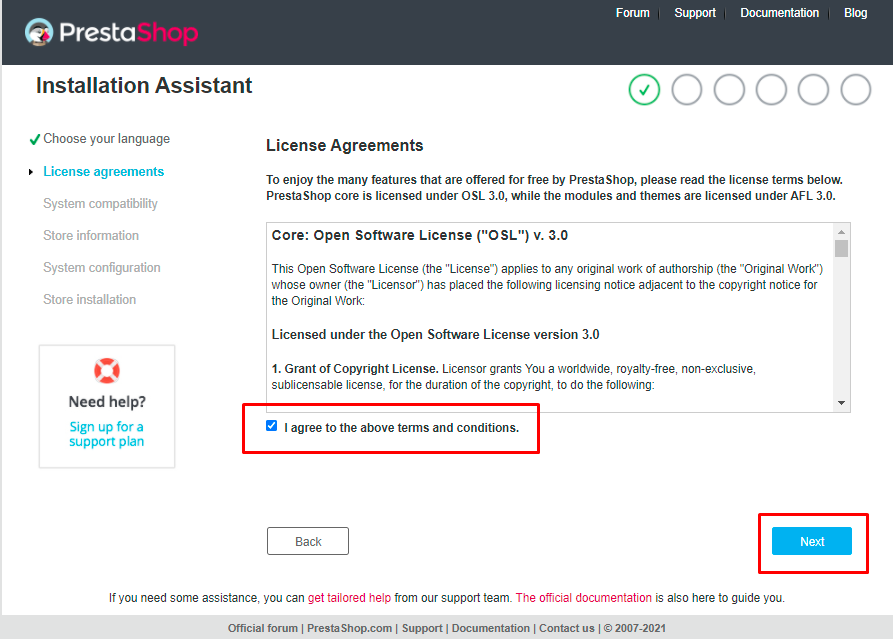 Forum | Support | Documentation | Blog
PrestaShop
Installation Assistant
Choose your language
License agreements
System compatibility
Store information
System configuration
Store installation
Need help?
Sign up for a
support plan
License Agreements
To enjoy the many features that are offered for free by PrestaShop, please read the license terms below.
PrestaShop core is licensed under OSL 3.0, while the modules and themes are licensed under AFL 3.0.
Core: Open Software License ("OSL") v. 3.0
This Open Software License (the "License") applies to any original work of authorship (the "Original Work")
whose owner (the "Licensor") has placed the following licensing notice adjacent to the copyright notice for
the Original Work:
Licensed under the Open Software License version 3.0
1. Grant of Copyright License. Licensor grants You a worldwide, royalty-free, non-exclusive,
sublicensable license, for the duration of the copyright, to do the following:
I agree to the above terms and conditions.
Back
Next
If you need some assistance, you can get tailored help from our support team. The official documentation is also here to guide you.
Official forum | PrestaShop.com | Support | Documentation | Contact us | © 2007-2021